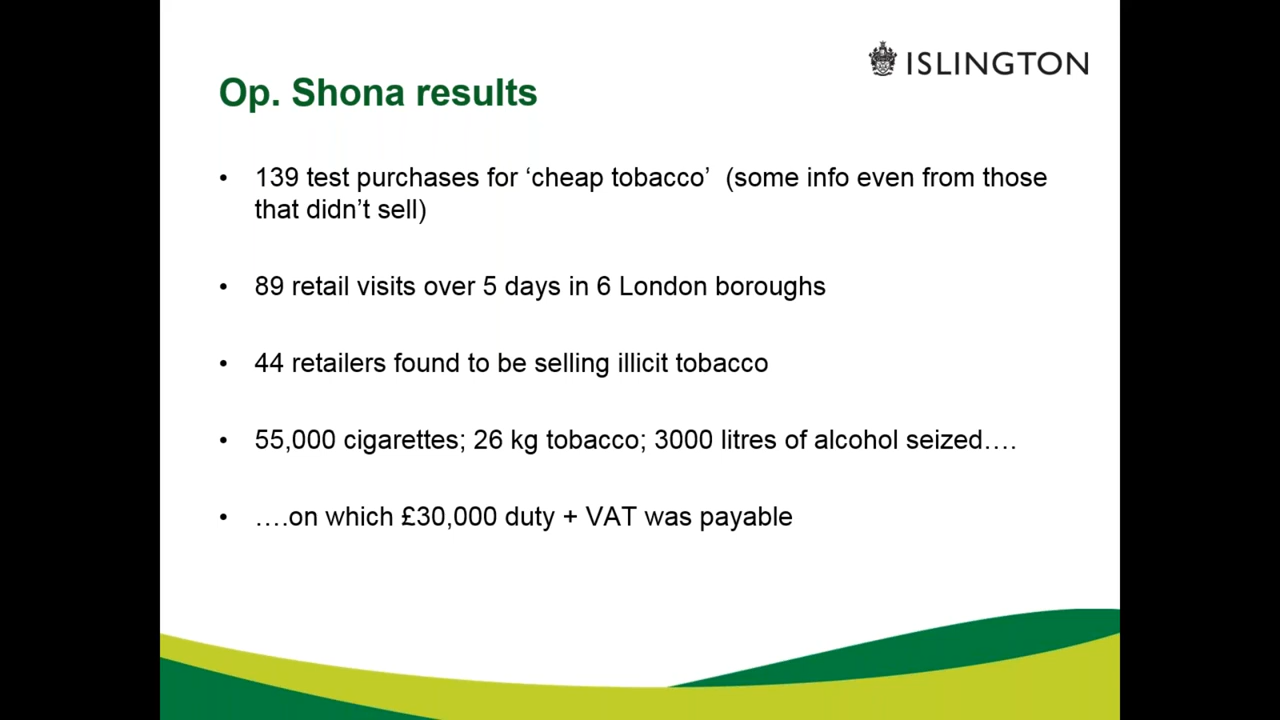 ISLINGTON
Op. Shona results
• 139 test purchases for ‘cheap tobacco’  (some info even from those
that didn’t sell)
• 89 retail visits over 5 days in 6 London boroughs
• 44 retailers found to be selling illicit tobacco
• 55,000 cigarettes; 26 kg tobacco; 3000 litres of alcohol seized….
• ….on which £30,000 duty + VAT was payable